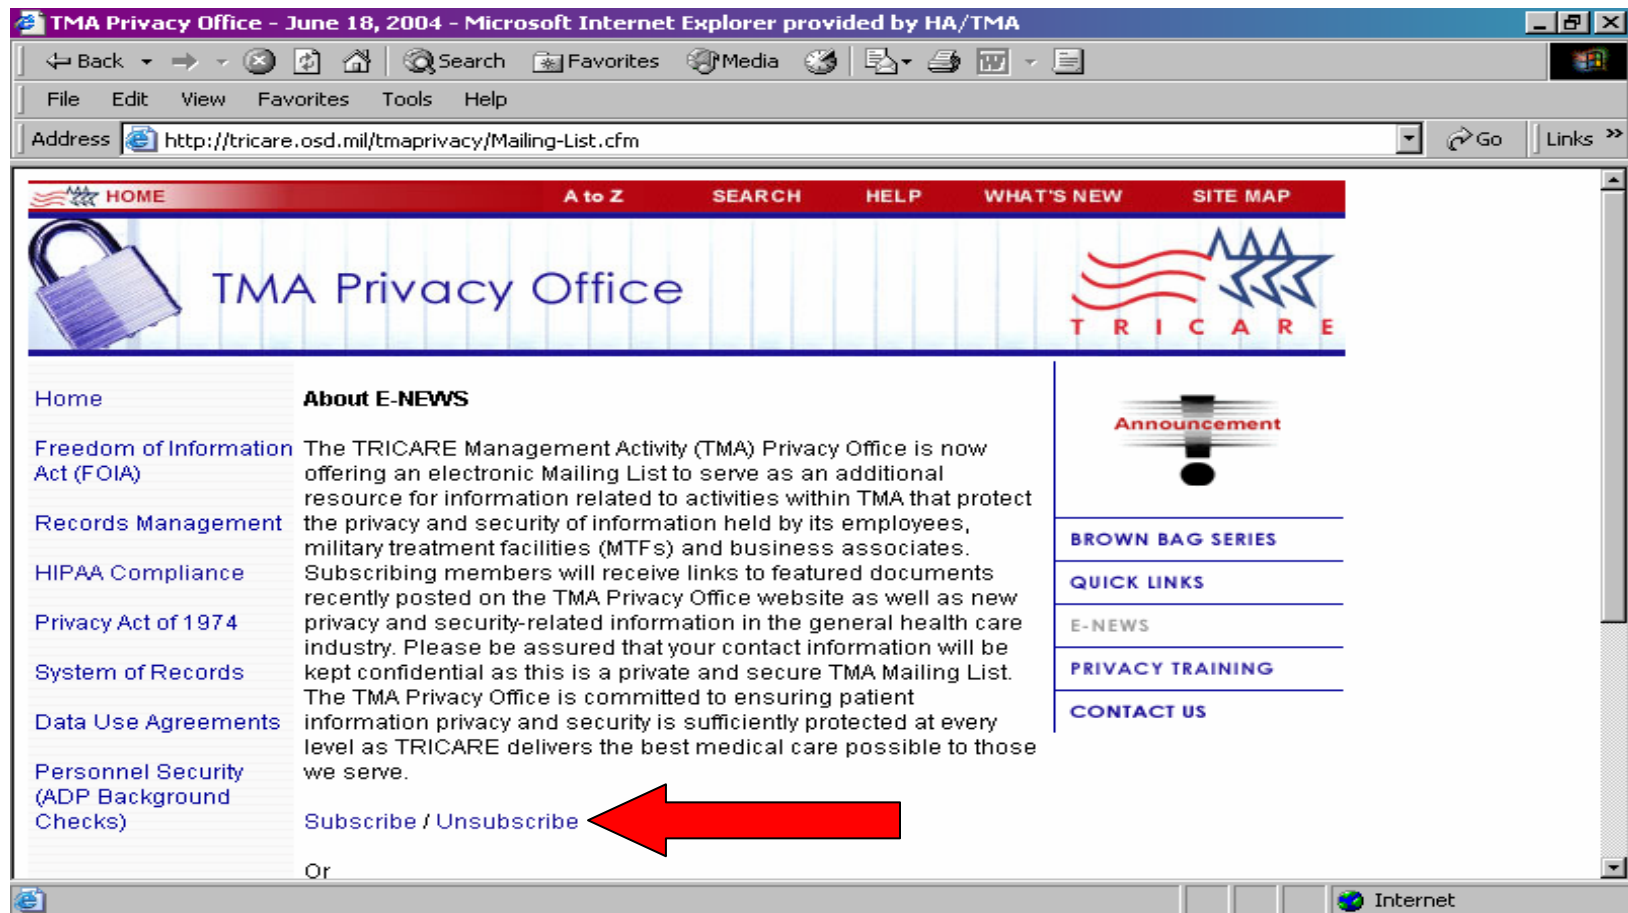 TMA Privacy Office - June 18, 2004 - Microsoft Internet Explorer provided by HA/TMA
Back Search Favorites Media
File Edit View Favorites Tools Help
Address http://tricare.osd.mil/tmaprivacy/Mailing-List.cfm Go Links »
HOME A to Z SEARCH HELP WHAT'S NEW SITE MAP
TMA Privacy Office
TRICARE
Home
Freedom of Information
Act (FOIA)
Records Management
HIPAA Compliance
Privacy Act of 1974
System of Records
Data Use Agreements
Personnel Security
(ADP Background
Checks)
About E-NEWS
The TRICARE Management Activity (TMA) Privacy Office is now
offering an electronic Mailing List to serve as an additional
resource for information related to activities within TMA that protect
the privacy and security of information held by its employees,
military treatment facilities (MTFs) and business associates.
Subscribing members will receive links to featured documents
recently posted on the TMA Privacy Office website as well as new
privacy and security-related information in the general health care
industry. Please be assured that your contact information will be
kept confidential as this is a private and secure TMA Mailing List.
The TMA Privacy Office is committed to ensuring patient
information privacy and security is sufficiently protected at every
level as TRICARE delivers the best medical care possible to those
we serve.
Subscribe / Unsubscribe
Or
Announcement
BROWN BAG SERIES
QUICK LINKS
E-NEWS
PRIVACY TRAINING
CONTACT US
Internet